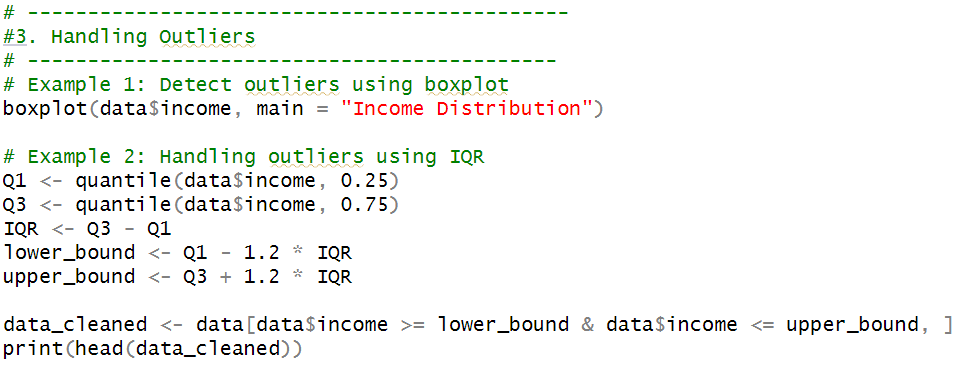 # ---------------------------------------------
#3. Handling Outliers
# --------------------------------------------
# Example 1: Detect outliers using boxplot
boxplot(data$income, main = "Income Distribution")
# Example 2: Handling outliers using IQR
Q1 <- quantile(data$income, 0.25)
Q3 <- quantile(data$income, 0.75)
IQR <- Q3 - Q1
lower_bound <- Q1 - 1.2 * IQR
upper_bound <- Q3 + 1.2 * IQR
data_cleaned <- data[data$income >= lower_bound & data$income <= upper_bound, ]
print(head(data_cleaned))